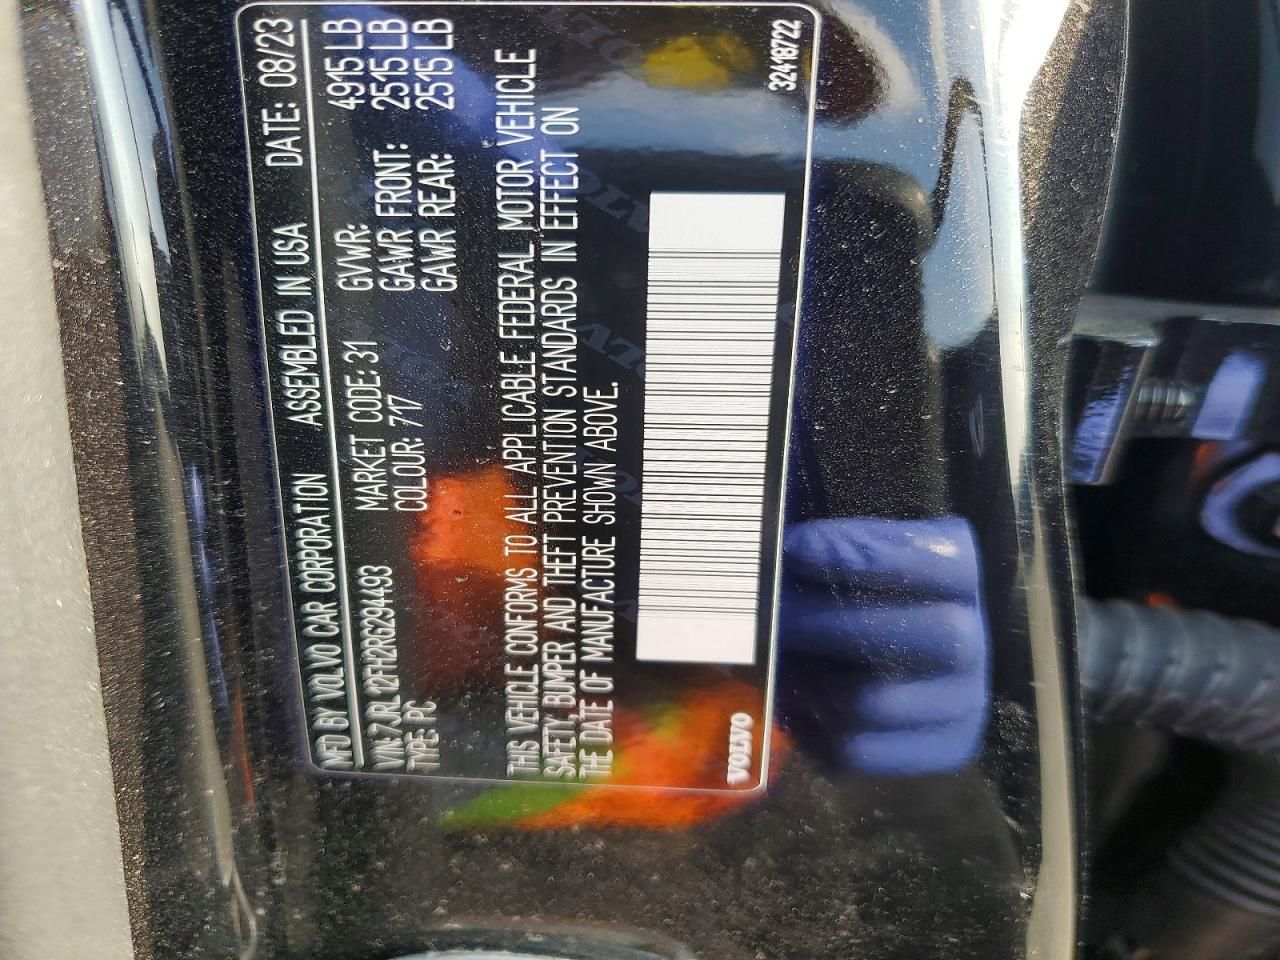 MFD BY VOLVO CAR CORPORATION ASSEMBLED IN USA DATE: 08/23
VIN: 7JRL12FH2RG294493 MARKET CODE: 31 GVWR: 4915 LB
TYPE: PC COLOUR: 717 GAWR FRONT: 2515 LB
GAWR REAR: 2515 LB
THIS VEHICLE CONFORMS TO ALL APPLICABLE FEDERAL MOTOR VEHICLE
SAFETY, BUMPER AND THEFT PREVENTION STANDARDS IN EFFECT ON
THE DATE OF MANUFACTURE SHOWN ABOVE.
VOLVO 32418722